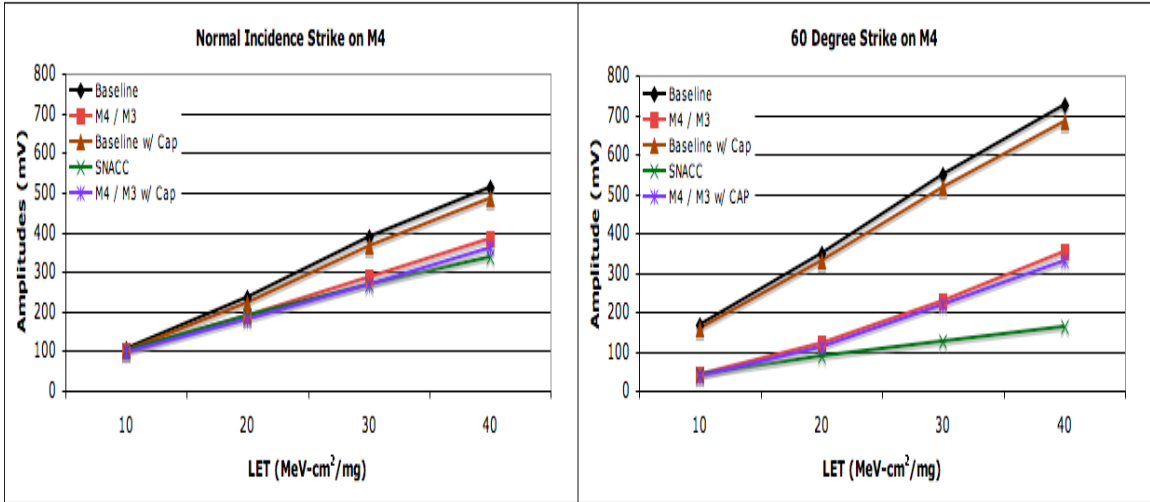 Normal Incidence Strike on M4
Amplitudes (mV)
800
700
600
500
400
300
200
100
0
Baseline
M4 / M3
Baseline w/ Cap
SNACC
M4 / M3 w/ Cap
10 20 30 40
LET (MeV-cm²/mg)
60 Degree Strike on M4
Amplitude (mV)
800
700
600
500
400
300
200
100
0
Baseline
M4 / M3
Baseline w/ Cap
SNACC
M4 / M3 w/ CAP
10 20 30 40
LET (MeV-cm²/mg)